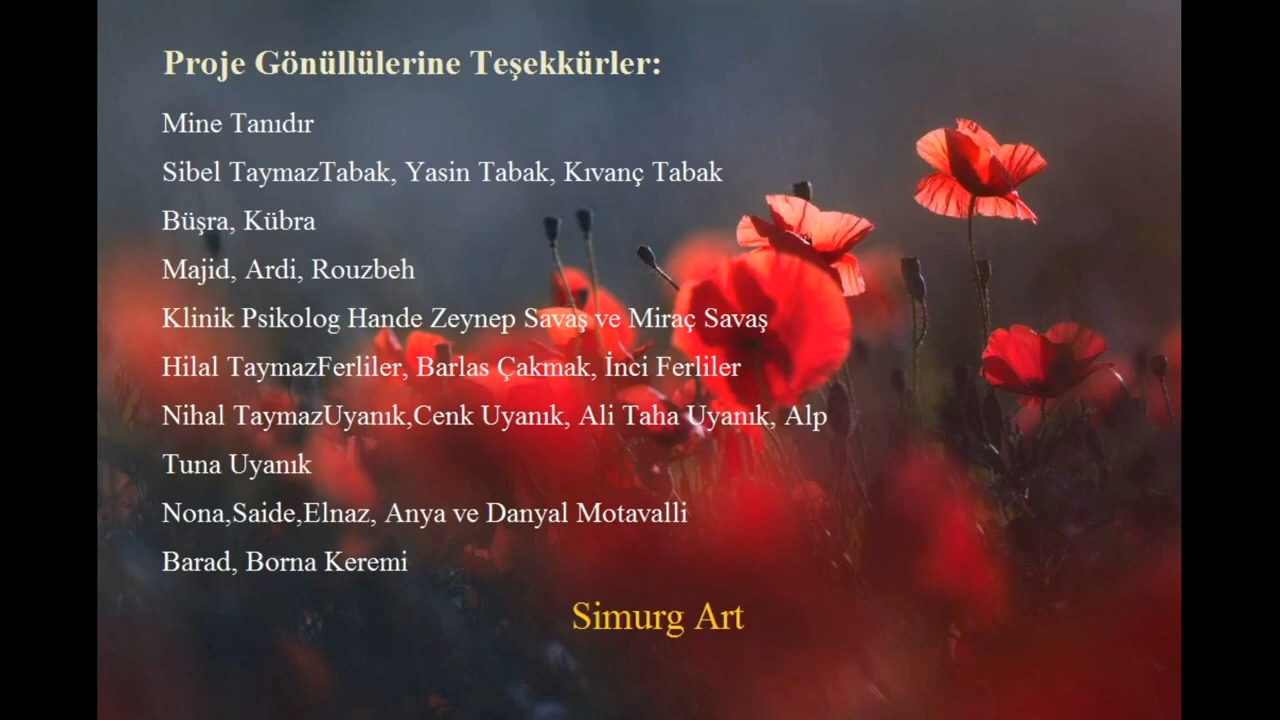 Proje Gönüllülerine Teşekkürler:
Mine Tanıdır
Sibel TaymazTabak, Yasin Tabak, Kıvanç Tabak
Büşra, Kübra
Majid, Ardi, Rouzbeh
Klinik Psikolog Hande Zeynep Savaş ve Miraç Savaş
Hilal TaymazFerliler, Barlas Çakmak, İnci Ferliler
Nihal TaymazUyanık,Cenk Uyanık, Ali Taha Uyanık, Alp
Tuna Uyanık
Nona,Saide,Elnaz, Anya ve Danyal Motavalli
Barad, Borna Keremi
Simurg Art